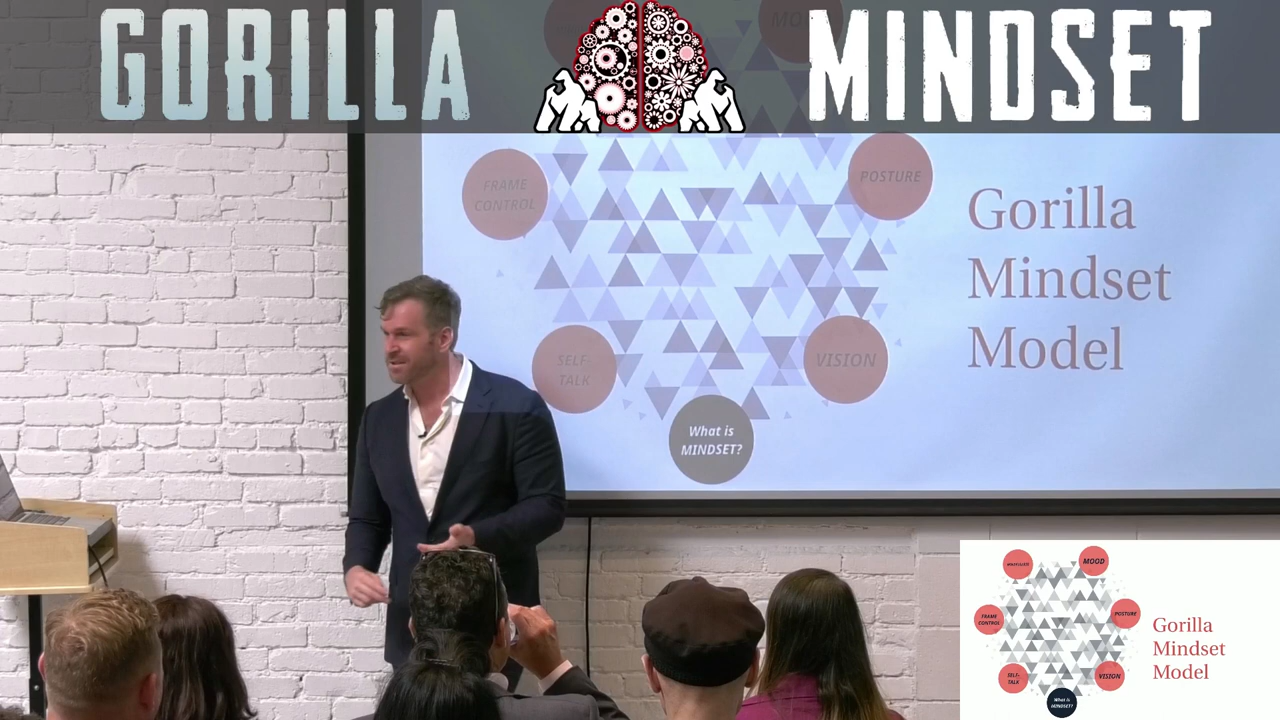 GORILLA MINDSET
MO
FRAME
CONTROL
POSTURE
Gorilla
Mindset
Model
SELF-
TALK
VISION
What is
MINDSET?
MOOD
FRAME
CONTROL
POSTURE
Gorilla
Mindset
Model
SELF-
TALK
VISION
What is
MINDSET?